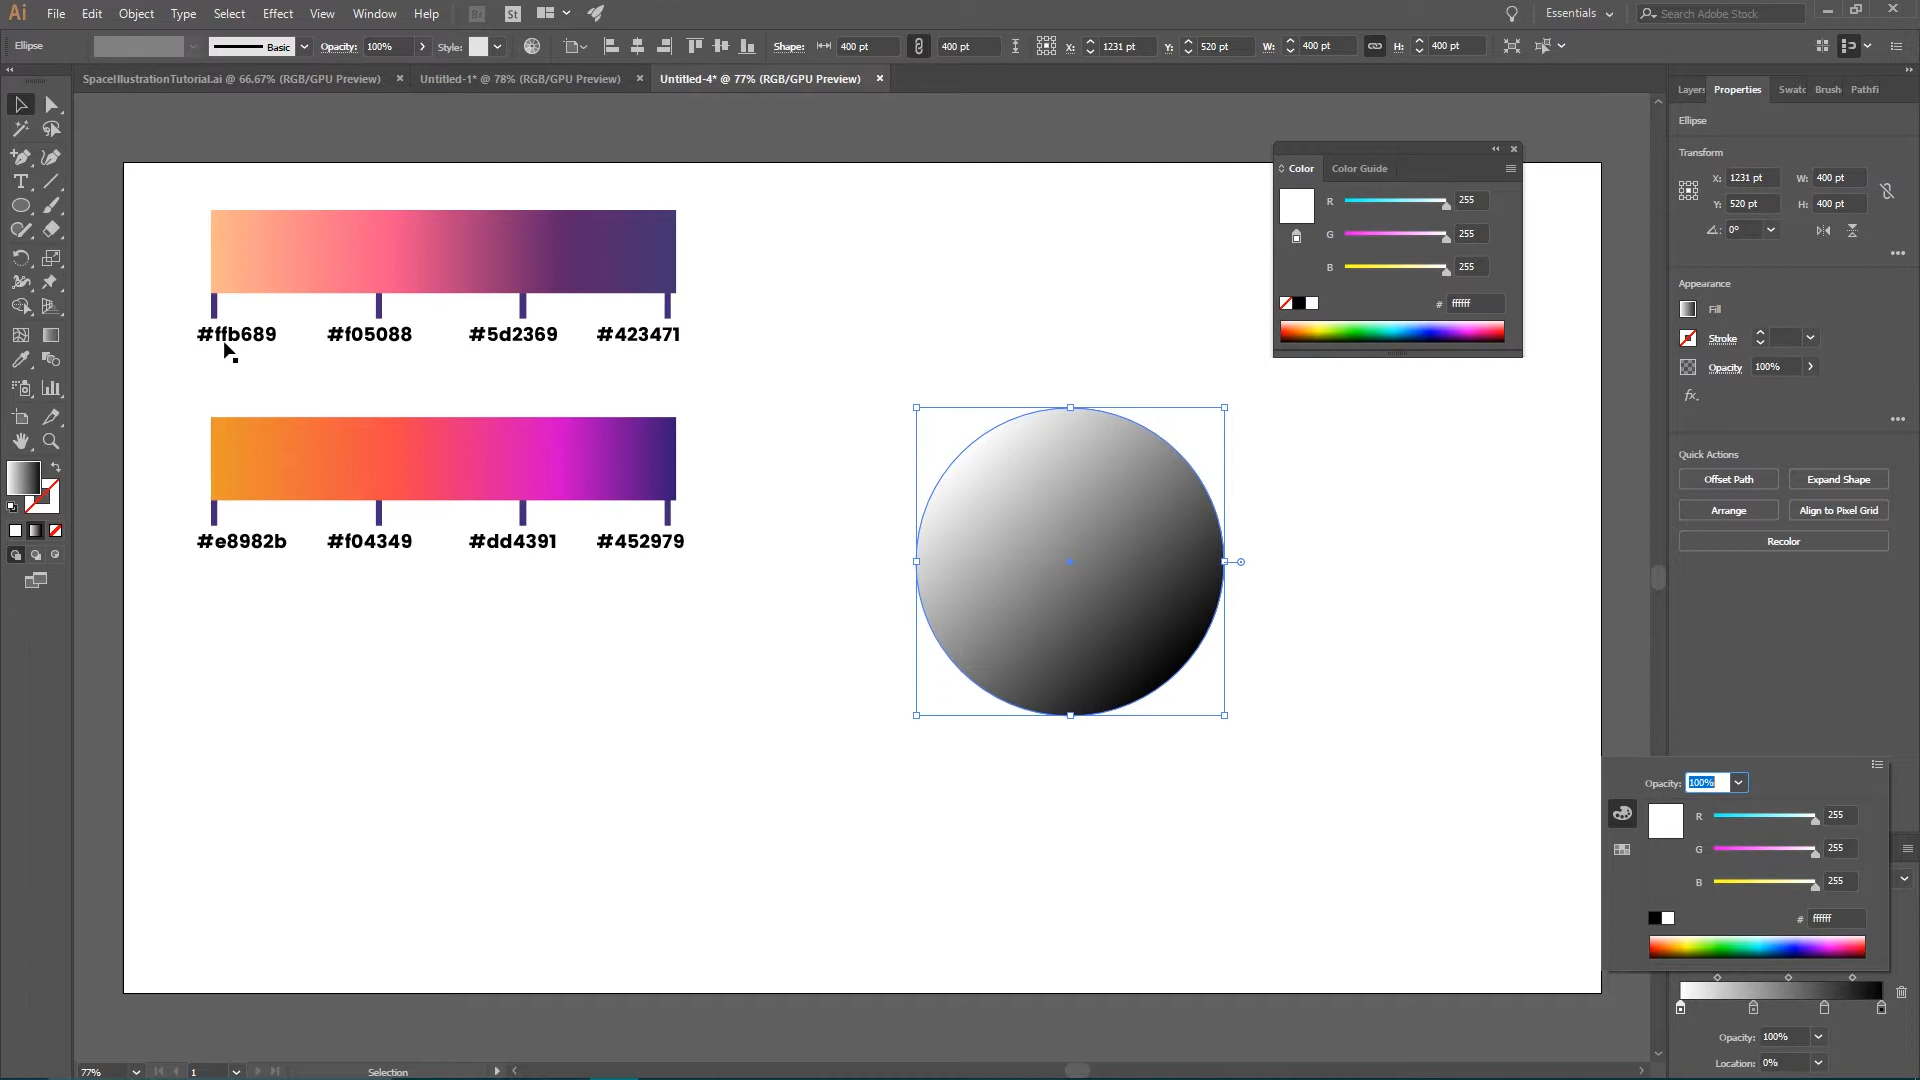 Ai File Edit Object Type Select Effect View Window Help Br St Essentials Search Adobe Stock
Ellipse Basic Opacity: 100% Style: Shape: 400 pt 400 pt X: 1231 pt Y: 520 pt W: 400 pt H: 400 pt
SpaceIllustrationTutorial.ai @ 66.67% (RGB/GPU Preview) Untitled-1* @ 78% (RGB/GPU Preview) Untitled-4* @ 77% (RGB/GPU Preview)
Layers Properties Swatc Brush Pathfi
Ellipse
Transform
X: 1231 pt W: 400 pt
Y: 520 pt H: 400 pt
0°
Appearance
Fill
Stroke
Opacity 100%
fx.
Quick Actions
Offset Path Expand Shape
Arrange Align to Pixel Grid
Recolor
Color Color Guide
R 255
G 255
B 255
# ffffff
#ffb689 #f05088 #5d2369 #423471
#e8982b #f04349 #dd4391 #452979
Opacity: 100%
R 255
G 255
B 255
# ffffff
Opacity: 100%
Location: 0%
77% 1 Selection